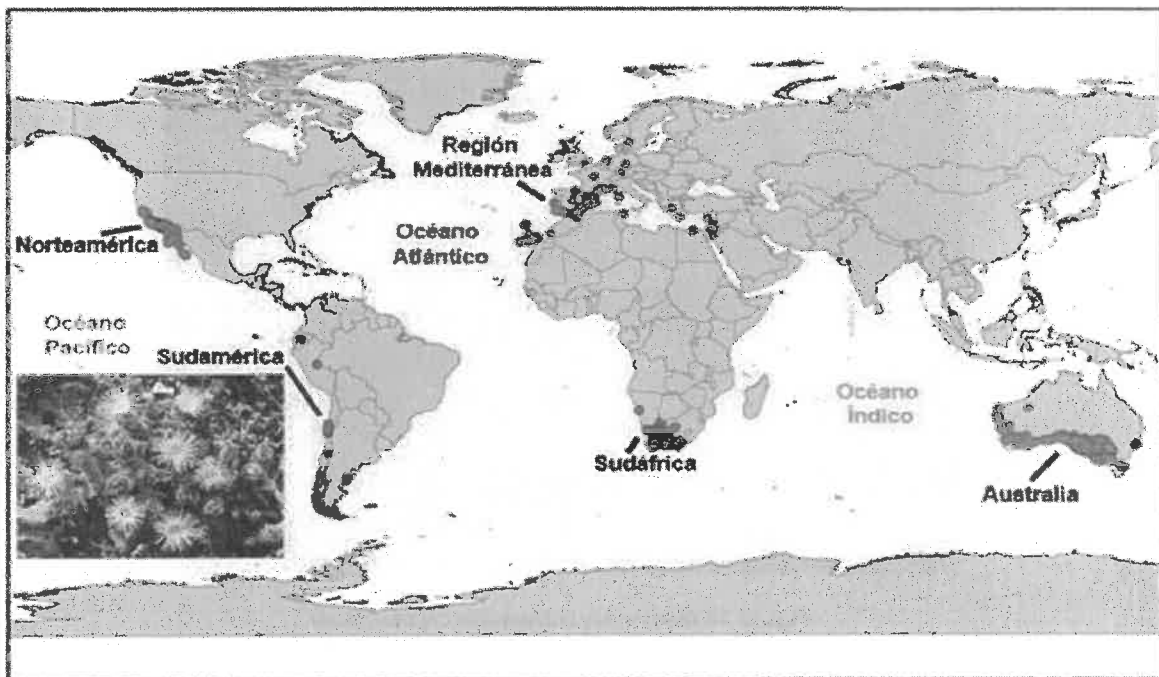 Región
Mediterránea
Norteamérica
Océano
Atlántico
Océano
Pacífico
Sudamérica
Océano
Índico
Sudáfrica
Australia